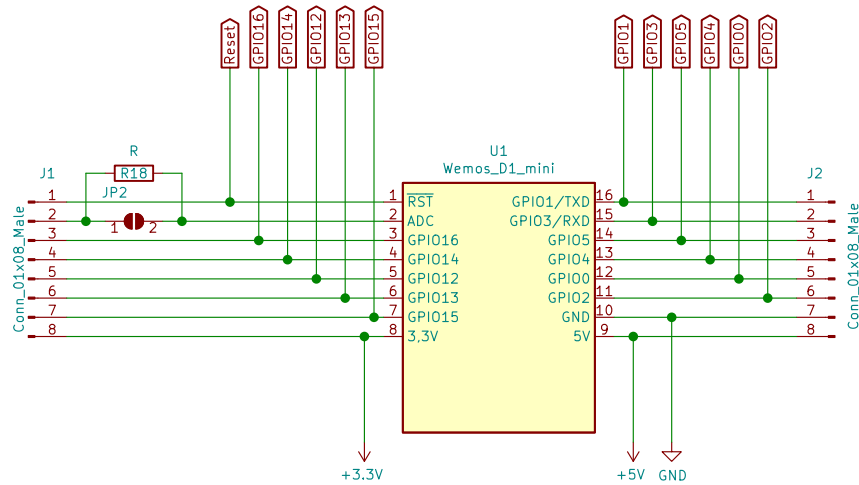 Reset
GPIO16
GPIO14
GPIO12
GPIO13
GPIO15
GPIO1
GPIO3
GPIO5
GPIO4
GPIO0
GPIO2
U1
Wemos_D1_mini
R
R18
JP2
1 2
J1
Conn_01x08_Male
1
2
3
4
5
6
7
8
1 RST
2 ADC
3 GPIO16
4 GPIO14
5 GPIO12
6 GPIO13
7 GPIO15
8 3,3V
GPIO1/TXD 16
GPIO3/RXD 15
GPIO5 14
GPIO4 13
GPIO0 12
GPIO2 11
GND 10
5V 9
J2
Conn_01x08_Male
1
2
3
4
5
6
7
8
+3.3V
+5V
GND